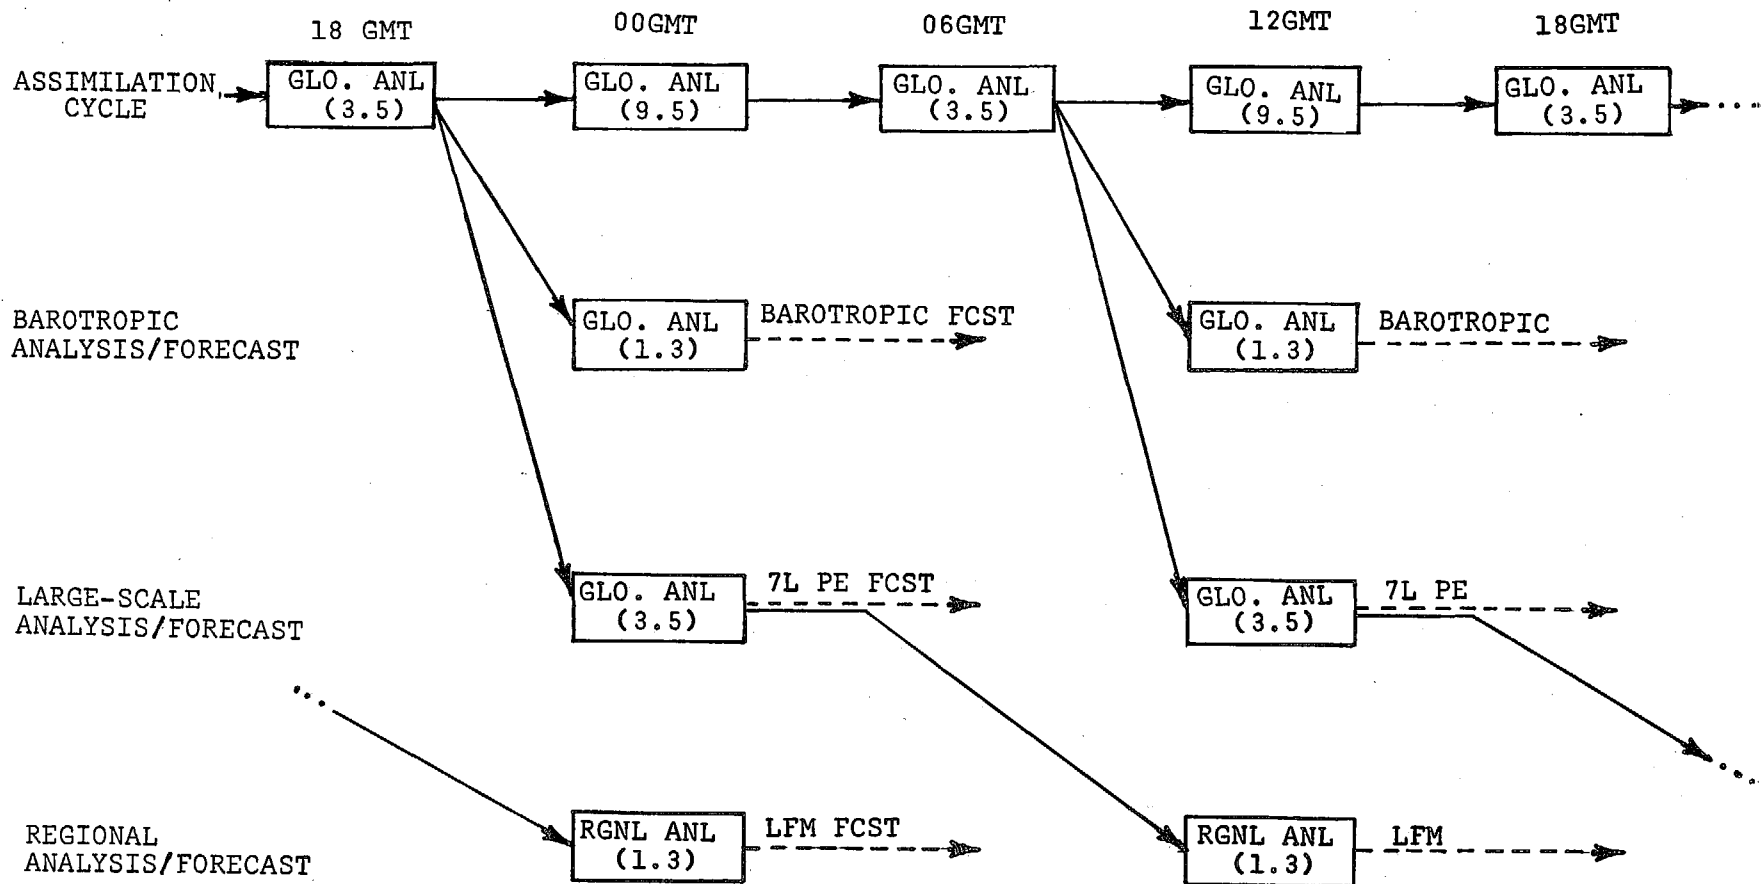 18 GMT 00GMT 06GMT 12GMT 18GMT
ASSIMILATION
CYCLE
GLO. ANL
(3.5)
GLO. ANL
(9.5)
GLO. ANL
(3.5)
GLO. ANL
(9.5)
GLO. ANL
(3.5)
BAROTROPIC
ANALYSIS/FORECAST
GLO. ANL
(1.3)
BAROTROPIC FCST
GLO. ANL
(1.3)
BAROTROPIC
LARGE-SCALE
ANALYSIS/FORECAST
GLO. ANL
(3.5)
7L PE FCST
GLO. ANL
(3.5)
7L PE
REGIONAL
ANALYSIS/FORECAST
RGNL ANL
(1.3)
LFM FCST
RGNL ANL
(1.3)
LFM